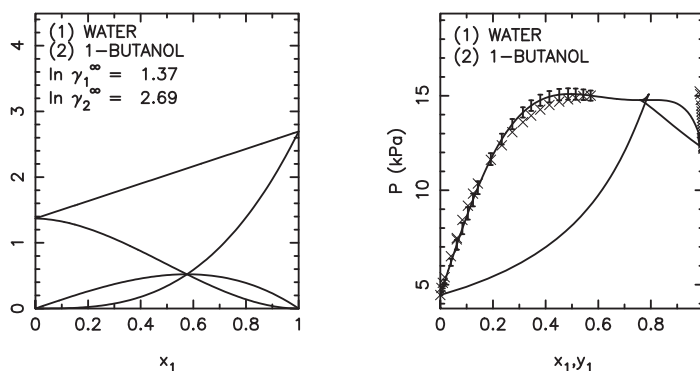 (1) WATER
(2) 1-BUTANOL
ln γ₁^∞ = 1.37
ln γ₂^∞ = 2.69
4
3
2
1
0
0 0.2 0.4 0.6 0.8 1
x₁
(1) WATER
(2) 1-BUTANOL
P (kPa)
15
10
5
0 0.2 0.4 0.6 0.8
x₁,y₁